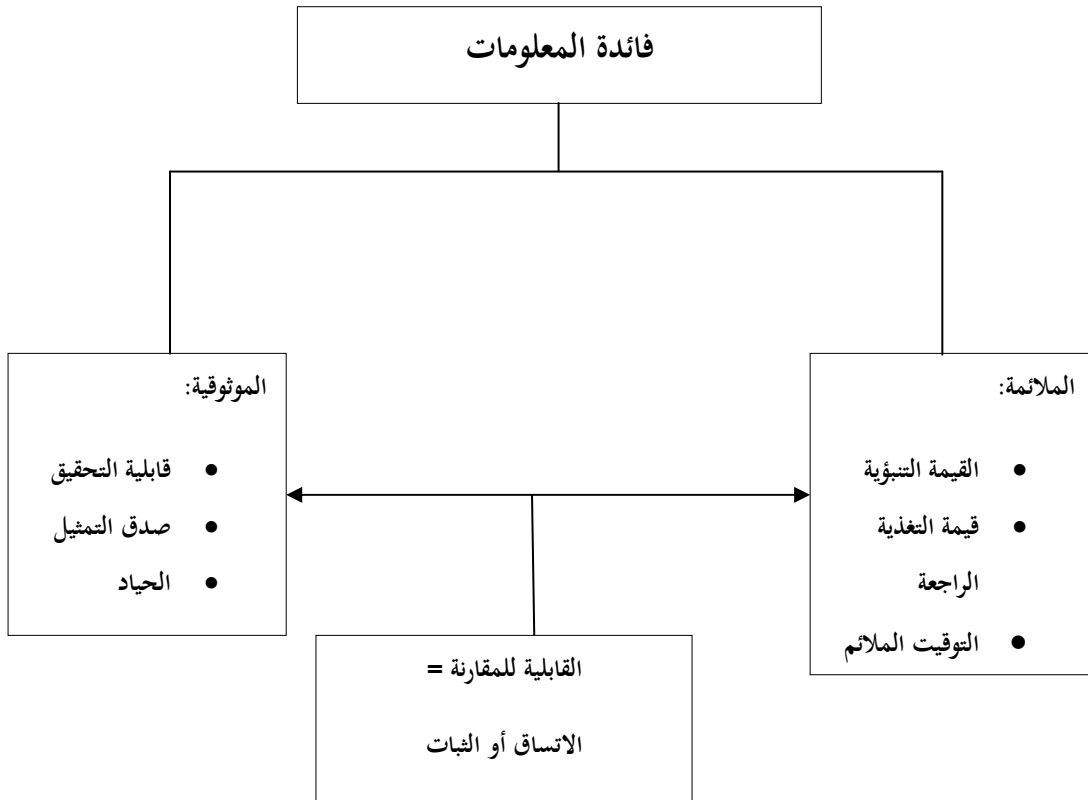 فائدة المعلومات
الملائمة:
● القيمة التنبؤية
● قيمة التغذية
الراجعة
● التوقيت الملائم
الموثوقية:
● قابلية التحقيق
● صدق التمثيل
● الحياد
القابلية للمقارنة =
الاتساق أو الثبات